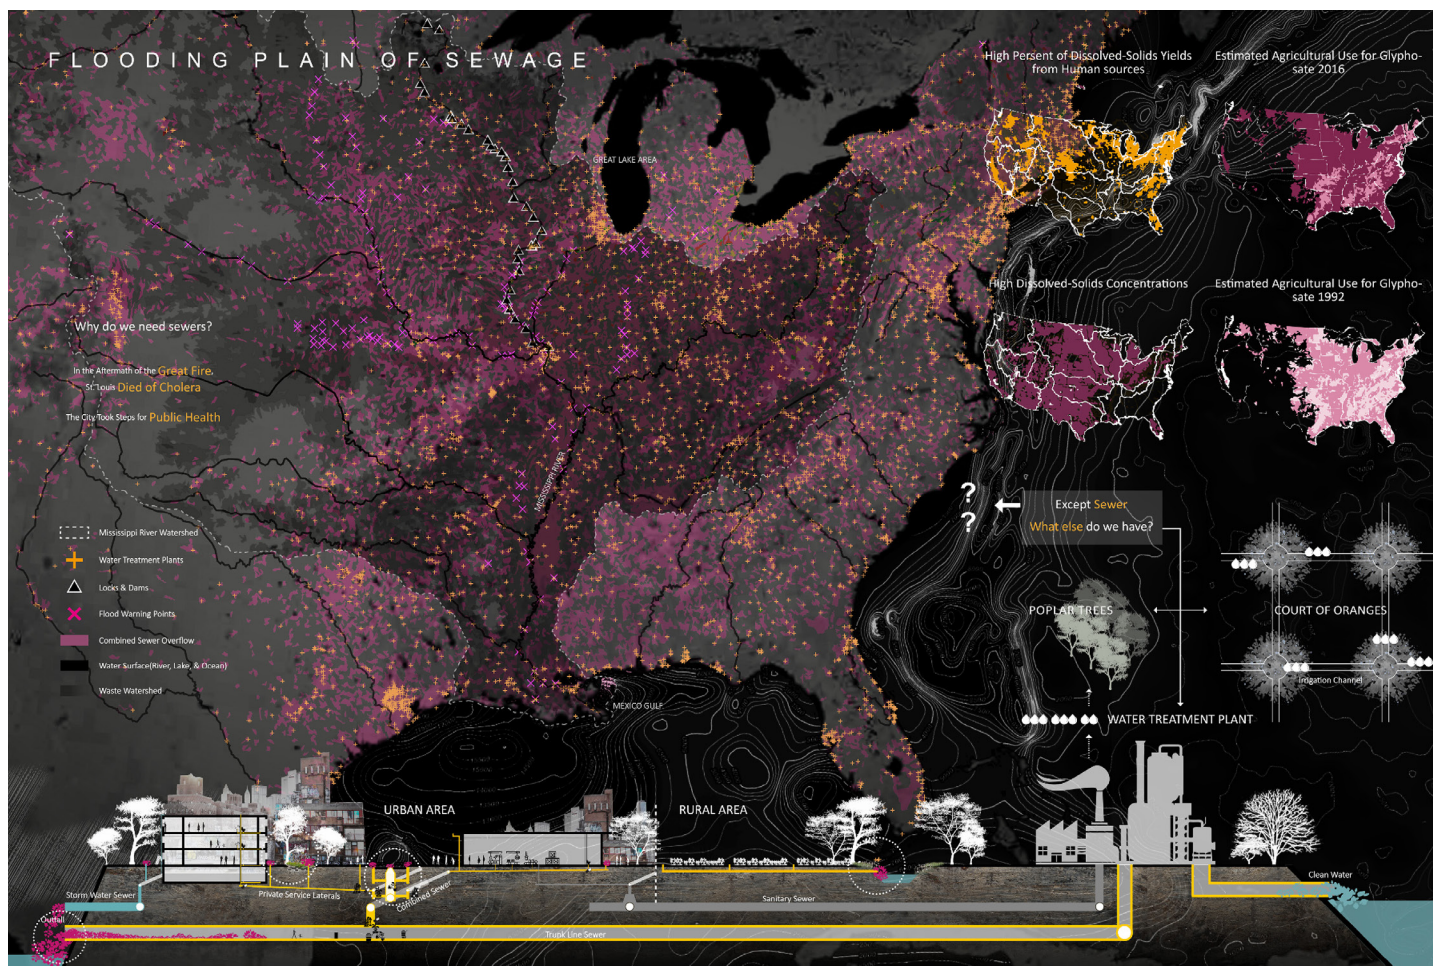 FLOODING PLAIN OF SEWAGE
High Persent of Dissolved-Solids Yields
from Human sources
Estimated Agricultural Use for Glypho-
sate 2016
GREAT LAKE AREA
High Dissolved-Solids Concentrations
Estimated Agricultural Use for Glypho-
sate 1992
Why do we need sewers?
In the Aftermath of the Great Fire,
St. Louis Died of Cholera
The City Took Steps for Public Health
MISSISSIPPI RIVER
Mississippi River Watershed
Water Treatment Plants
Locks & Dams
Flood Warning Points
Combined Sewer Overflow
Water Surface(River, Lake, & Ocean)
Waste Watershed
MEXICO GULF
?
?
Except Sewer
What else do we have?
POPLAR TREES
COURT OF ORANGES
Irrigation Channel
WATER TREATMENT PLANT
URBAN AREA
RURAL AREA
Storm Water Sewer
Private Service Laterals
Combined Sewer
Sanitary Sewer
Clean Water
Outfall
Trunk Line Sewer